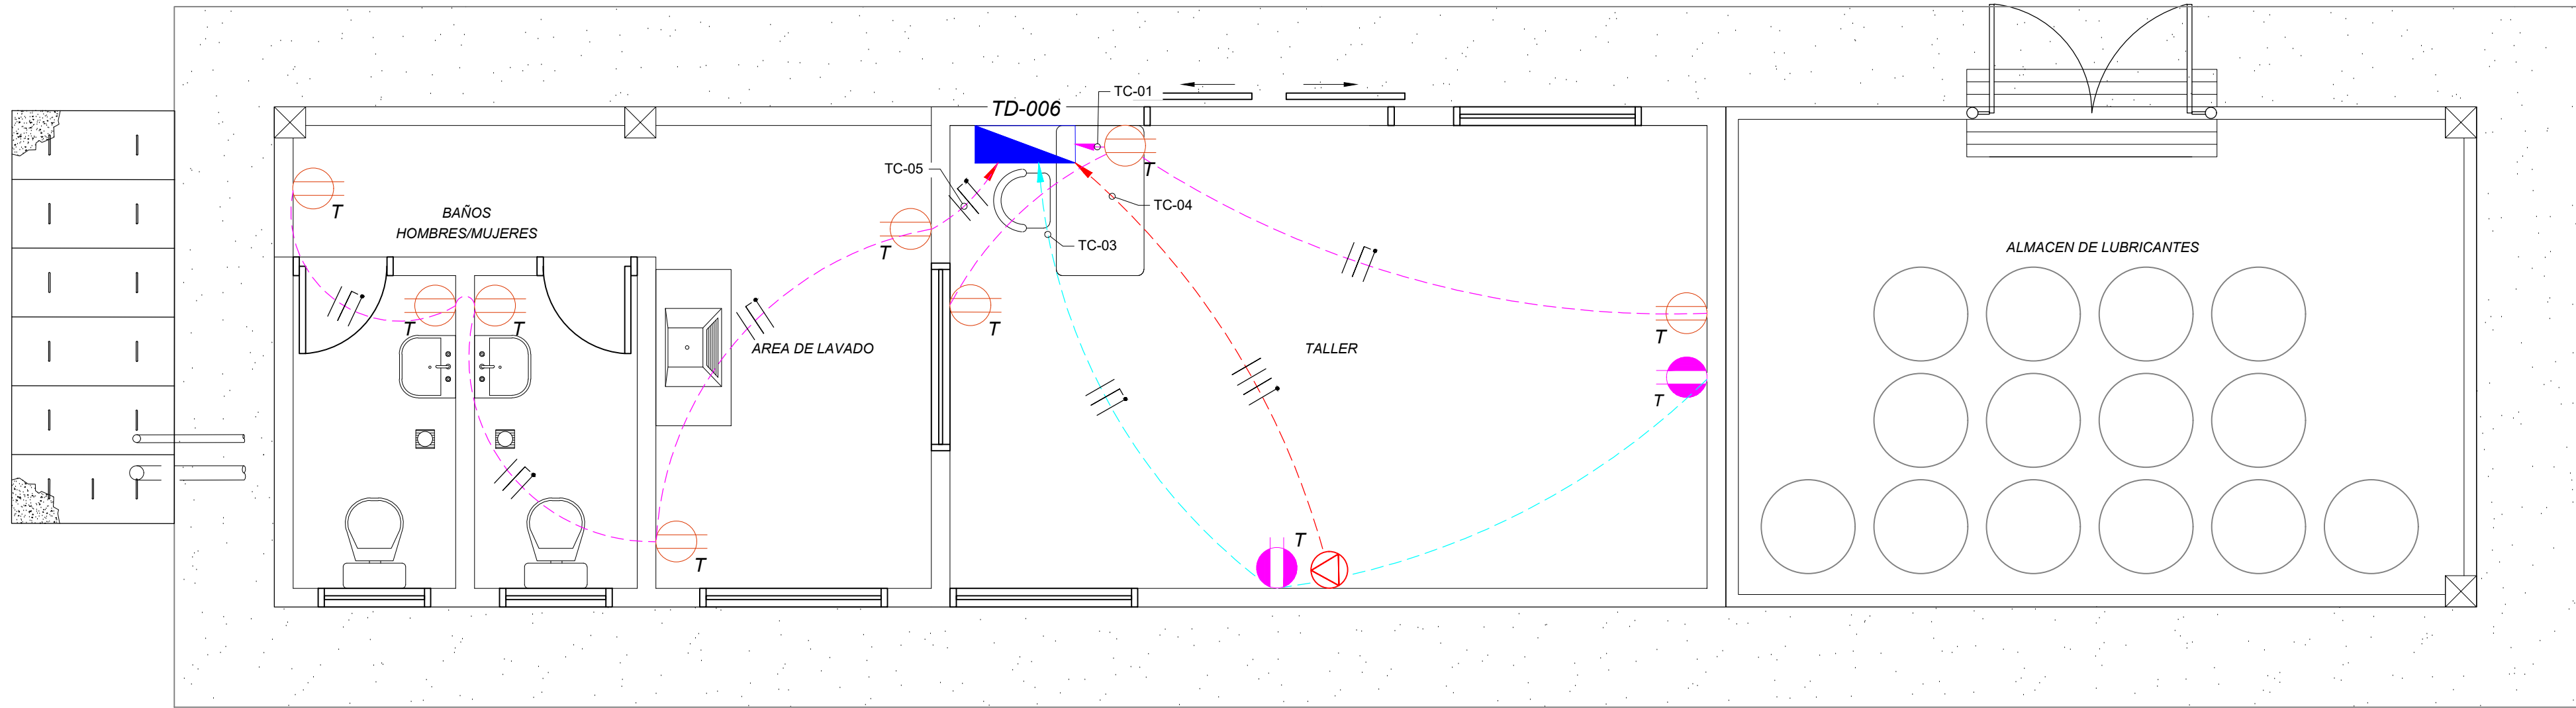 TD-006
TC-01
TC-05
TC-04
TC-03
T
T
T
T
T
T
T
T
T
T
BAÑOS
HOMBRES/MUJERES
AREA DE LAVADO
TALLER
ALMACEN DE LUBRICANTES